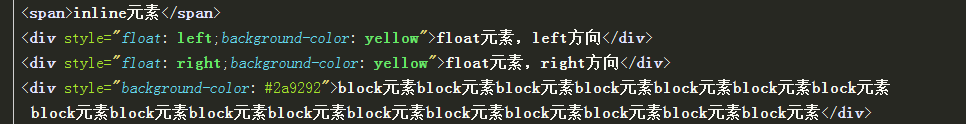 <span>inline元素</span>
<div style="float: left;background-color: yellow">float元素，left方向</div>
<div style="float: right;background-color: yellow">float元素，right方向</div>
<div style="background-color: #2a9292">block元素block元素block元素block元素block元素block元素block元素
block元素block元素block元素block元素block元素block元素block元素block元素block元素block元素</div>